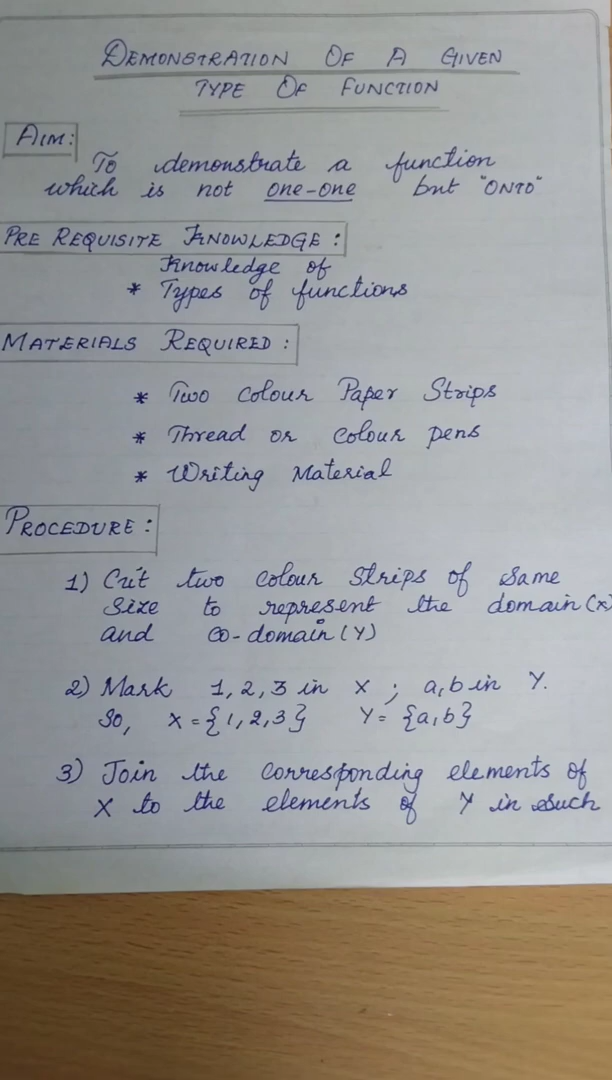 DEMONSTRATION OF A GIVEN
TYPE OF FUNCTION
AIM:
To demonstrate a function
which is not one-one but "ONTO"
PRE REQUISITE KNOWLEDGE :
Knowledge of
* Types of functions
MATERIALS REQUIRED :
* Two colour Paper Strips
* Thread or colour pens
* Writing Material
PROCEDURE :
1) Cut two colour strips of same
size to represent the domain (X)
and co-domain (Y)
2) Mark 1, 2, 3 in X ; a, b in Y.
So, X = {1, 2, 3} Y = {a, b}
3) Join the corresponding elements of
X to the elements of Y in such